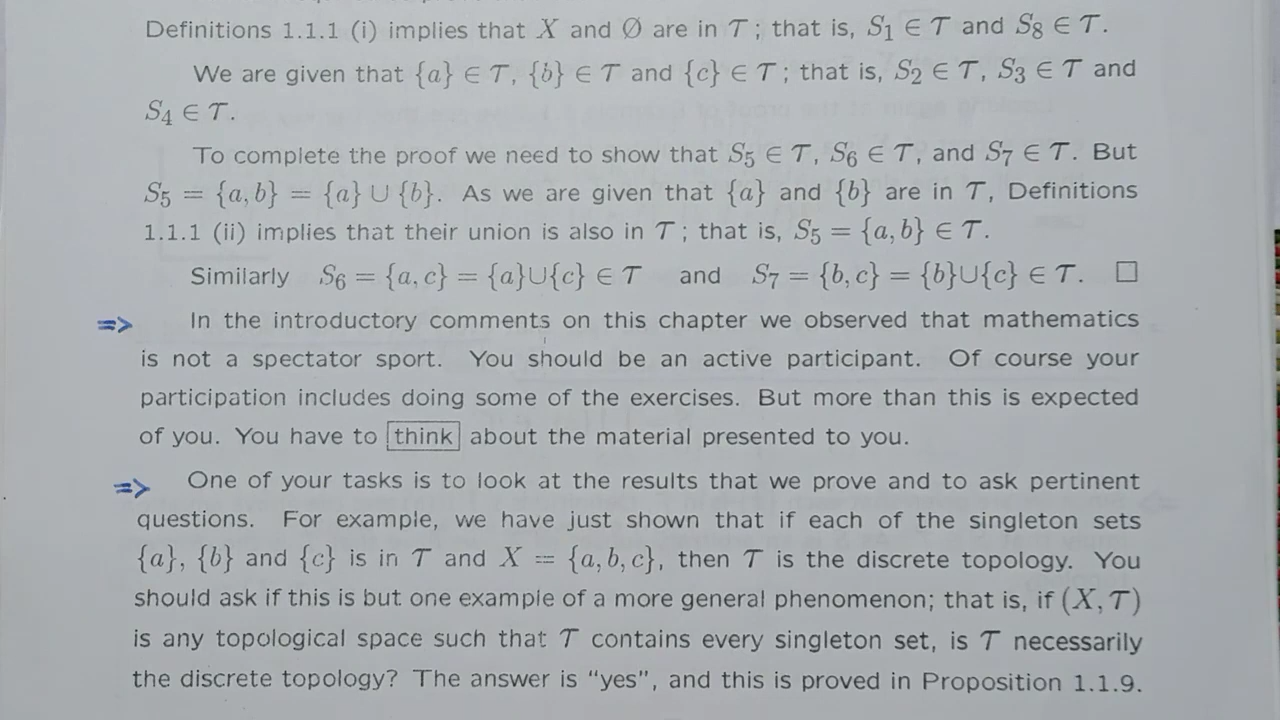 Definitions 1.1.1 (i) implies that X and Ø are in 𝒯 ; that is, S₁ ∈ 𝒯 and S₈ ∈ 𝒯.
We are given that {a} ∈ 𝒯, {b} ∈ 𝒯 and {c} ∈ 𝒯 ; that is, S₂ ∈ 𝒯, S₃ ∈ 𝒯 and
S₄ ∈ 𝒯.
To complete the proof we need to show that S₅ ∈ 𝒯, S₆ ∈ 𝒯, and S₇ ∈ 𝒯. But
S₅ = {a, b} = {a} ∪ {b}. As we are given that {a} and {b} are in 𝒯, Definitions
1.1.1 (ii) implies that their union is also in 𝒯 ; that is, S₅ = {a, b} ∈ 𝒯.
Similarly S₆ = {a, c} = {a}∪{c} ∈ 𝒯 and S₇ = {b, c} = {b}∪{c} ∈ 𝒯. □
=> In the introductory comments on this chapter we observed that mathematics
is not a spectator sport. You should be an active participant. Of course your
participation includes doing some of the exercises. But more than this is expected
of you. You have to think about the material presented to you.
=> One of your tasks is to look at the results that we prove and to ask pertinent
questions. For example, we have just shown that if each of the singleton sets
{a}, {b} and {c} is in 𝒯 and X = {a, b, c}, then 𝒯 is the discrete topology. You
should ask if this is but one example of a more general phenomenon; that is, if (X, 𝒯)
is any topological space such that 𝒯 contains every singleton set, is 𝒯 necessarily
the discrete topology? The answer is “yes”, and this is proved in Proposition 1.1.9.